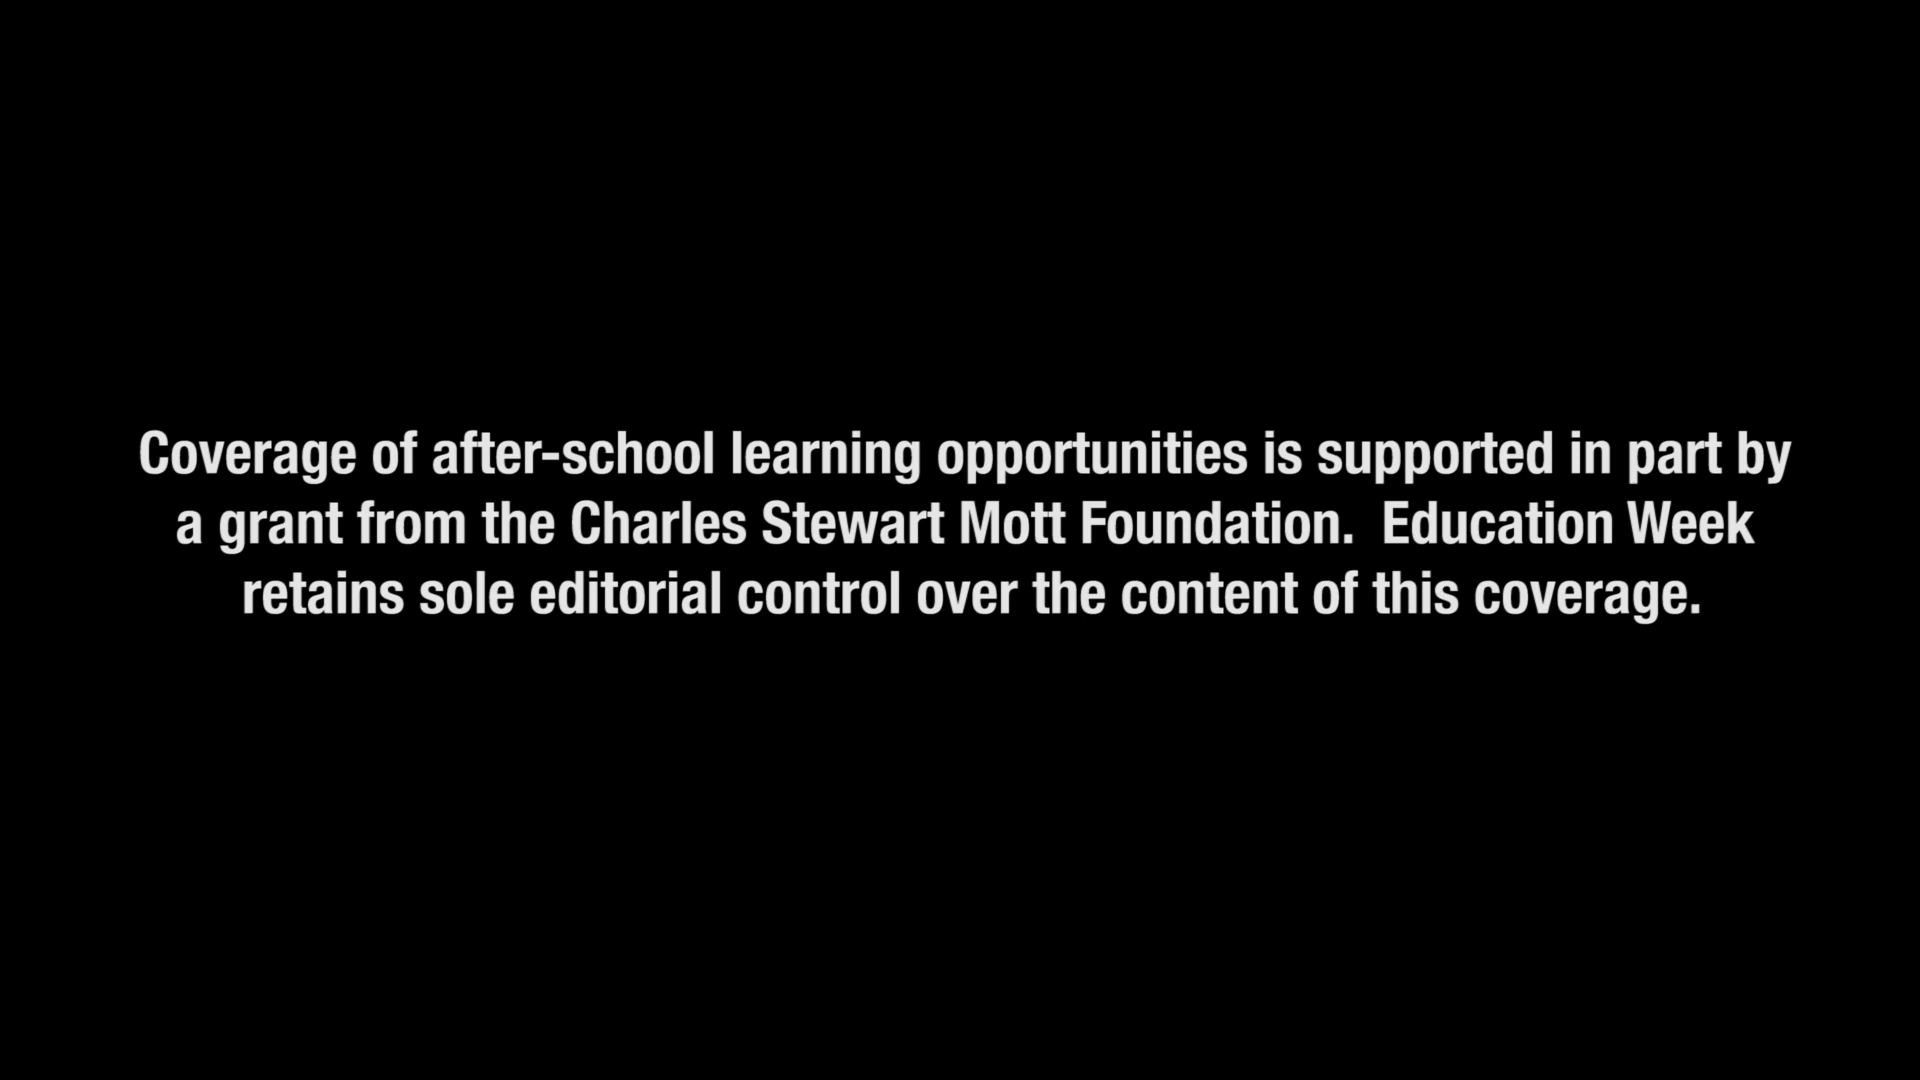 Coverage of after-school learning opportunities is supported in part by
a grant from the Charles Stewart Mott Foundation.  Education Week
retains sole editorial control over the content of this coverage.